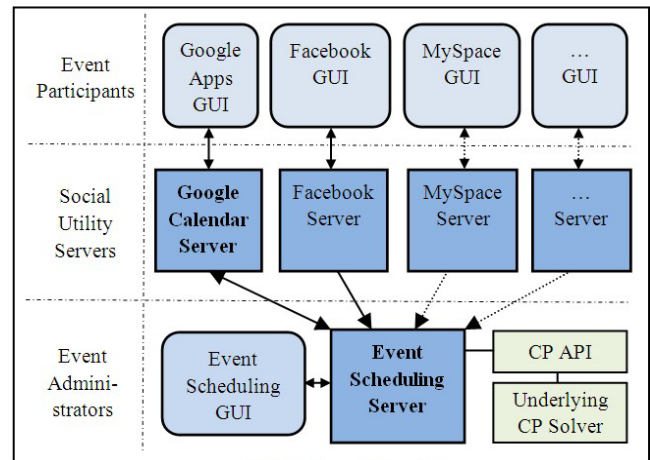 Event
Participants
Google
Apps
GUI
Facebook
GUI
MySpace
GUI
...
GUI
Social
Utility
Servers
Google
Calendar
Server
Facebook
Server
MySpace
Server
...
Server
Event
Admini-
strators
Event
Scheduling
GUI
Event
Scheduling
Server
CP API
Underlying
CP Solver